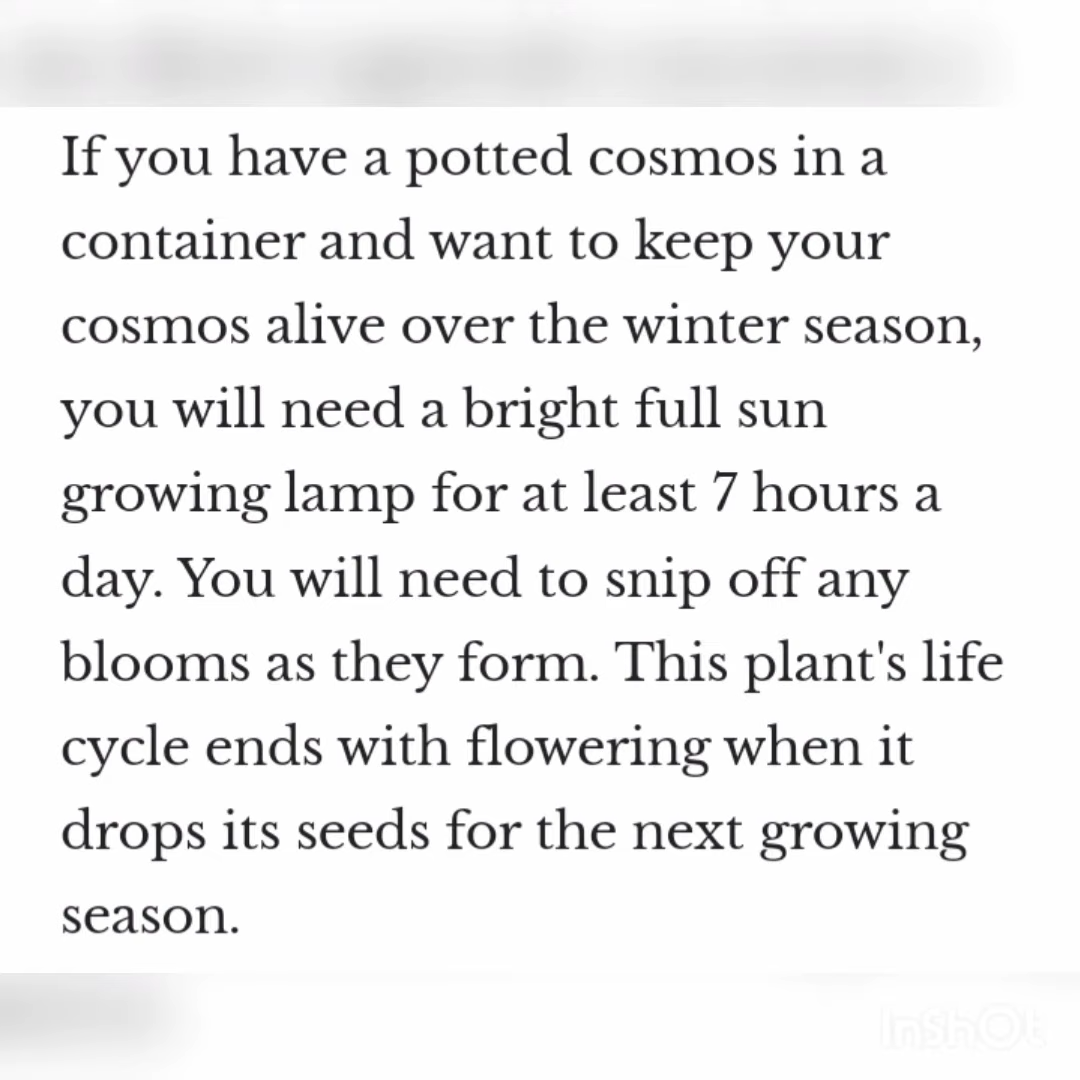 If you have a potted cosmos in a
container and want to keep your
cosmos alive over the winter season,
you will need a bright full sun
growing lamp for at least 7 hours a
day. You will need to snip off any
blooms as they form. This plant's life
cycle ends with flowering when it
drops its seeds for the next growing
season.
InShOt